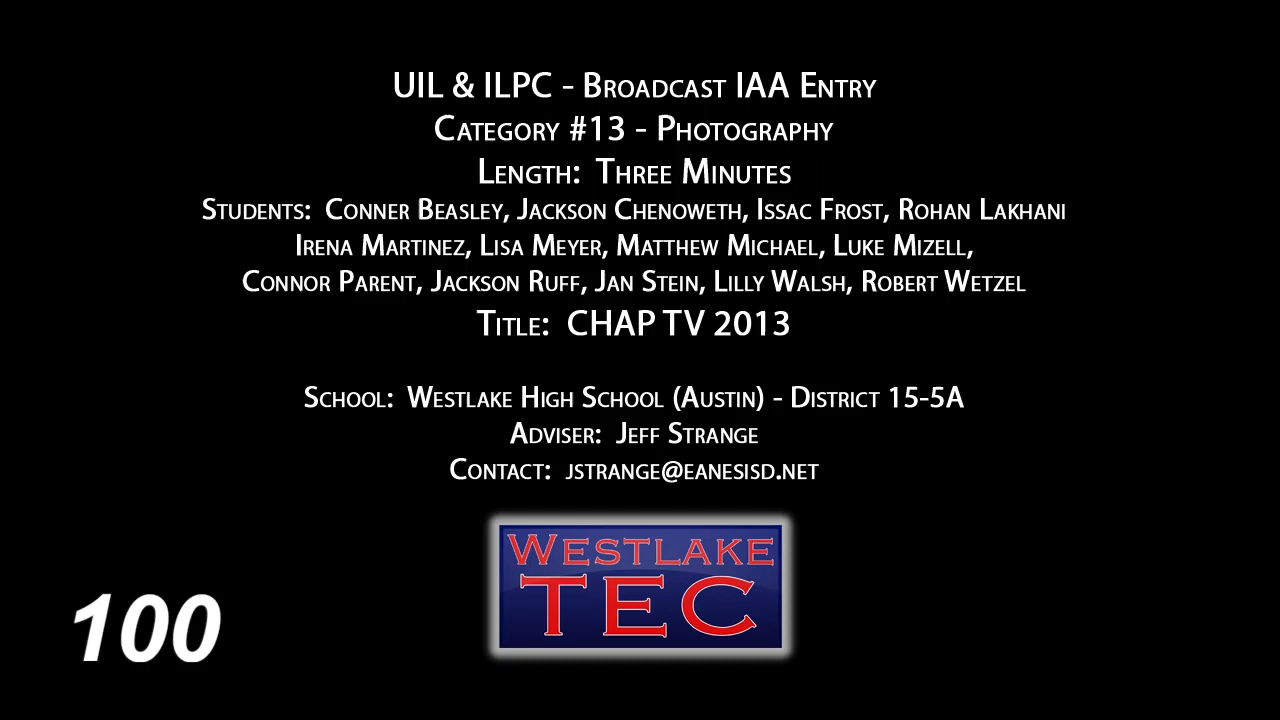 UIL & ILPC - Broadcast IAA Entry
Category #13 - Photography
Length: Three Minutes
Students: Conner Beasley, Jackson Chenoweth, Issac Frost, Rohan Lakhani
Irena Martinez, Lisa Meyer, Matthew Michael, Luke Mizell,
Connor Parent, Jackson Ruff, Jan Stein, Lilly Walsh, Robert Wetzel
Title: CHAP TV 2013
School: Westlake High School (Austin) - District 15-5A
Adviser: Jeff Strange
Contact: jstrange@eanesisd.net
Westlake
TEC
100